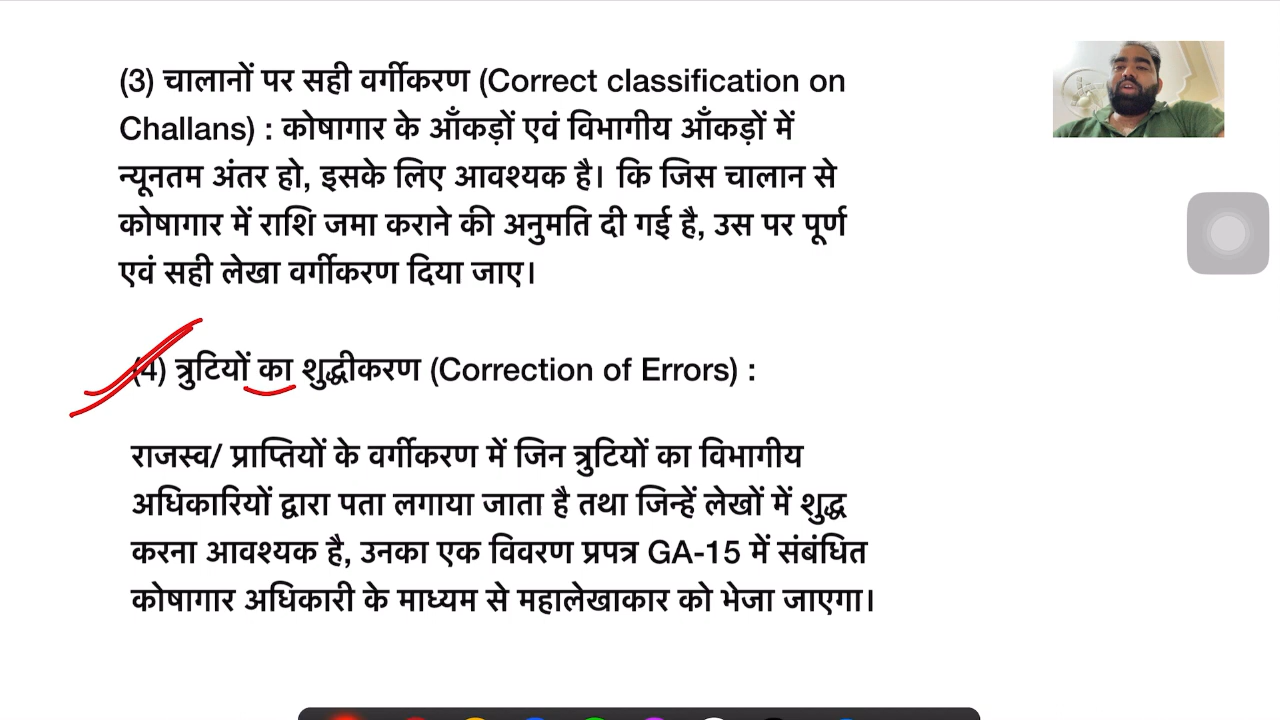 (3) चालानों पर सही वर्गीकरण (Correct classification on
Challans) : कोषागार के आँकड़ों एवं विभागीय आँकड़ों में
न्यूनतम अंतर हो, इसके लिए आवश्यक है। कि जिस चालान से
कोषागार में राशि जमा कराने की अनुमति दी गई है, उस पर पूर्ण
एवं सही लेखा वर्गीकरण दिया जाए।
(4) त्रुटियों का शुद्धीकरण (Correction of Errors) :
राजस्व/ प्राप्तियों के वर्गीकरण में जिन त्रुटियों का विभागीय
अधिकारियों द्वारा पता लगाया जाता है तथा जिन्हें लेखों में शुद्ध
करना आवश्यक है, उनका एक विवरण प्रपत्र GA-15 में संबंधित
कोषागार अधिकारी के माध्यम से महालेखाकार को भेजा जाएगा।